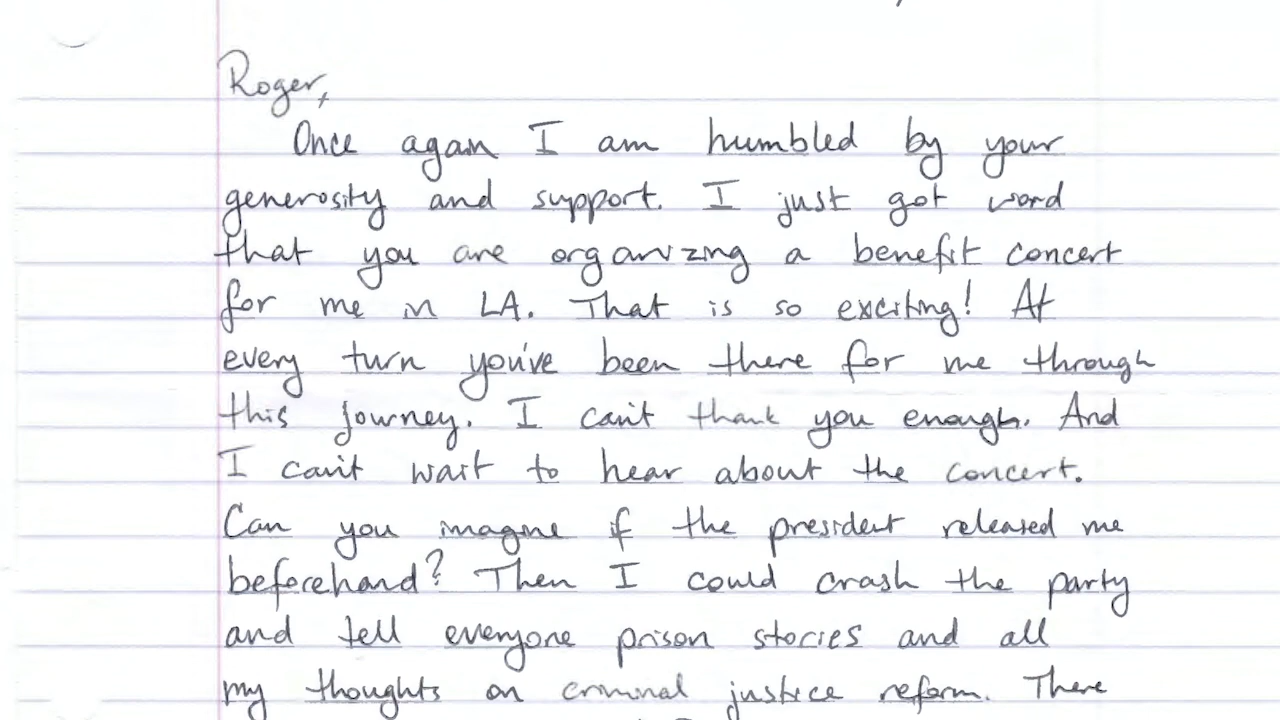 Roger,
Once again I am humbled by your
generosity and support. I just got word
that you are organizing a benefit concert
for me in LA. That is so exciting! At
every turn you've been there for me through
this journey. I can't thank you enough. And
I can't wait to hear about the concert.
Can you imagine if the president released me
beforehand? Then I could crash the party
and tell everyone prison stories and all
my thoughts on criminal justice reform. There